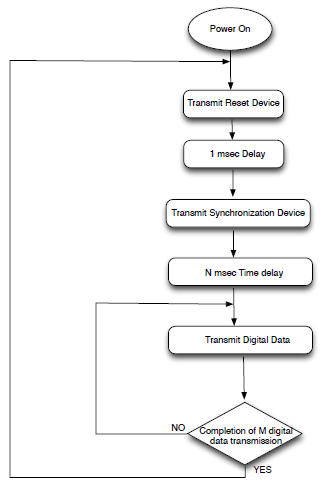 Power On
Transmit Reset Device
1 msec Delay
Transmit Synchronization Device
N msec Time delay
Transmit Digital Data
NO
Completion of M digital
data transmission
YES